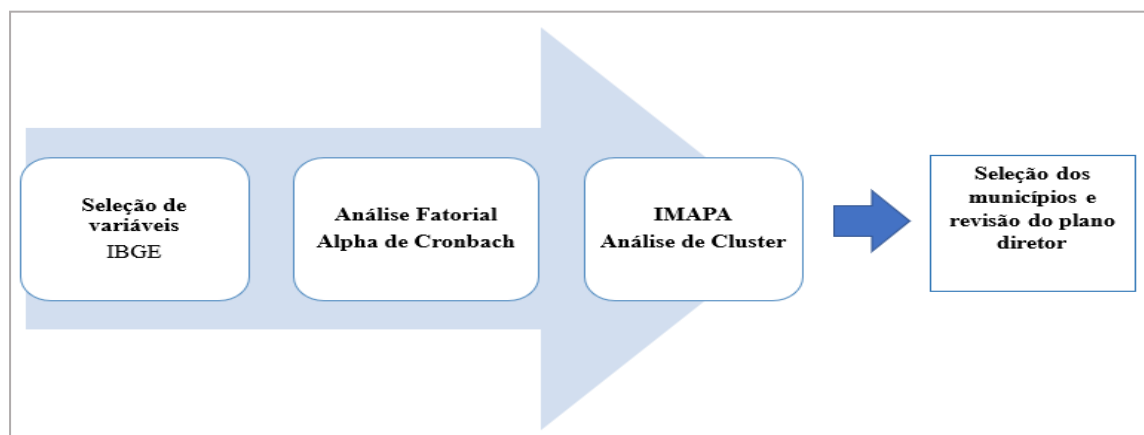 Seleção de
variáveis
IBGE
Análise Fatorial
Alpha de Cronbach
IMAPA
Análise de Cluster
Seleção dos
municípios e
revisão do plano
diretor